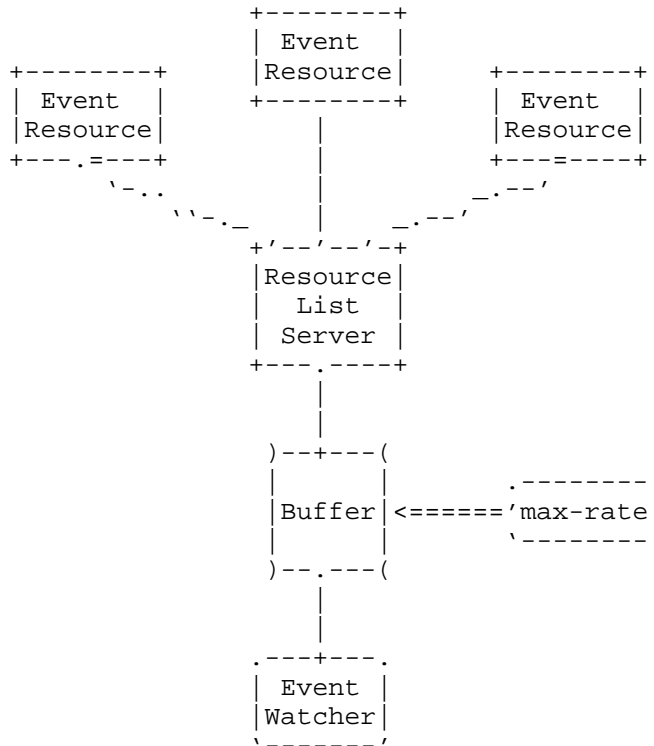 Event
Resource
Event Event
Resource Resource
Resource
List
Server
Buffer max-rate
Event
Watcher